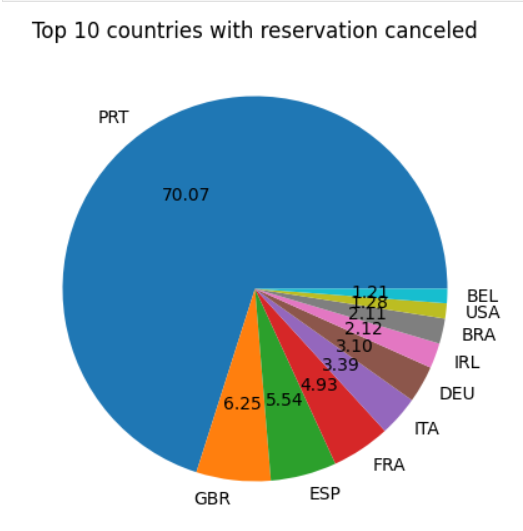 Top 10 countries with reservation canceled
PRT
70.07
1.21
BEL
1.28
USA
2.11
BRA
2.12
IRL
3.10
DEU
3.39
ITA
4.93
FRA
5.54
ESP
6.25
GBR